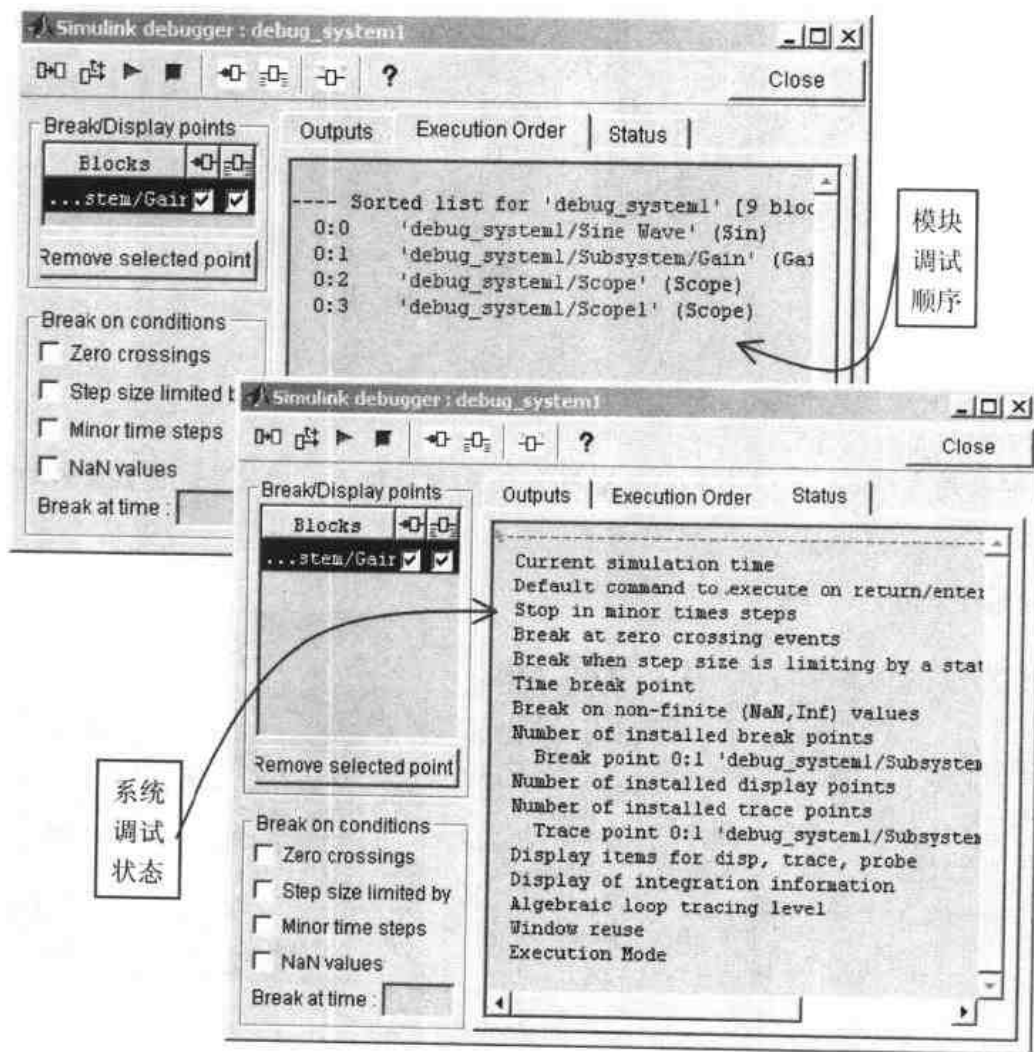 Simulink debugger : debug_system1
?
Close
Break/Display points
Blocks
...stem/Gain
Remove selected point
Break on conditions
Zero crossings
Step size limited b
Minor time steps
NaN values
Break at time :
Outputs
Execution Order
Status
---- Sorted list for 'debug_system1' [9 bloc
0:0 'debug_system1/Sine Wave' (Sin)
0:1 'debug_system1/Subsystem/Gain' (Gai
0:2 'debug_system1/Scope' (Scope)
0:3 'debug_system1/Scope1' (Scope)
模块
调试
顺序
Simulink debugger : debug_system1
?
Close
Break/Display points
Blocks
...stem/Gain
Remove selected point
Break on conditions
Zero crossings
Step size limited by
Minor time steps
NaN values
Break at time :
Outputs
Execution Order
Status
%----------------------------------------
Current simulation time
Default command to execute on return/enter
Stop in minor times steps
Break at zero crossing events
Break when step size is limiting by a stat
Time break point
Break on non-finite (NaN,Inf) values
Number of installed break points
Break point 0:1 'debug_system1/Subsystem
Number of installed display points
Number of installed trace points
Trace point 0:1 'debug_system1/Subsystem
Display items for disp, trace, probe
Display of integration information
Algebraic loop tracing level
Window reuse
Execution Mode
系统
调试
状态